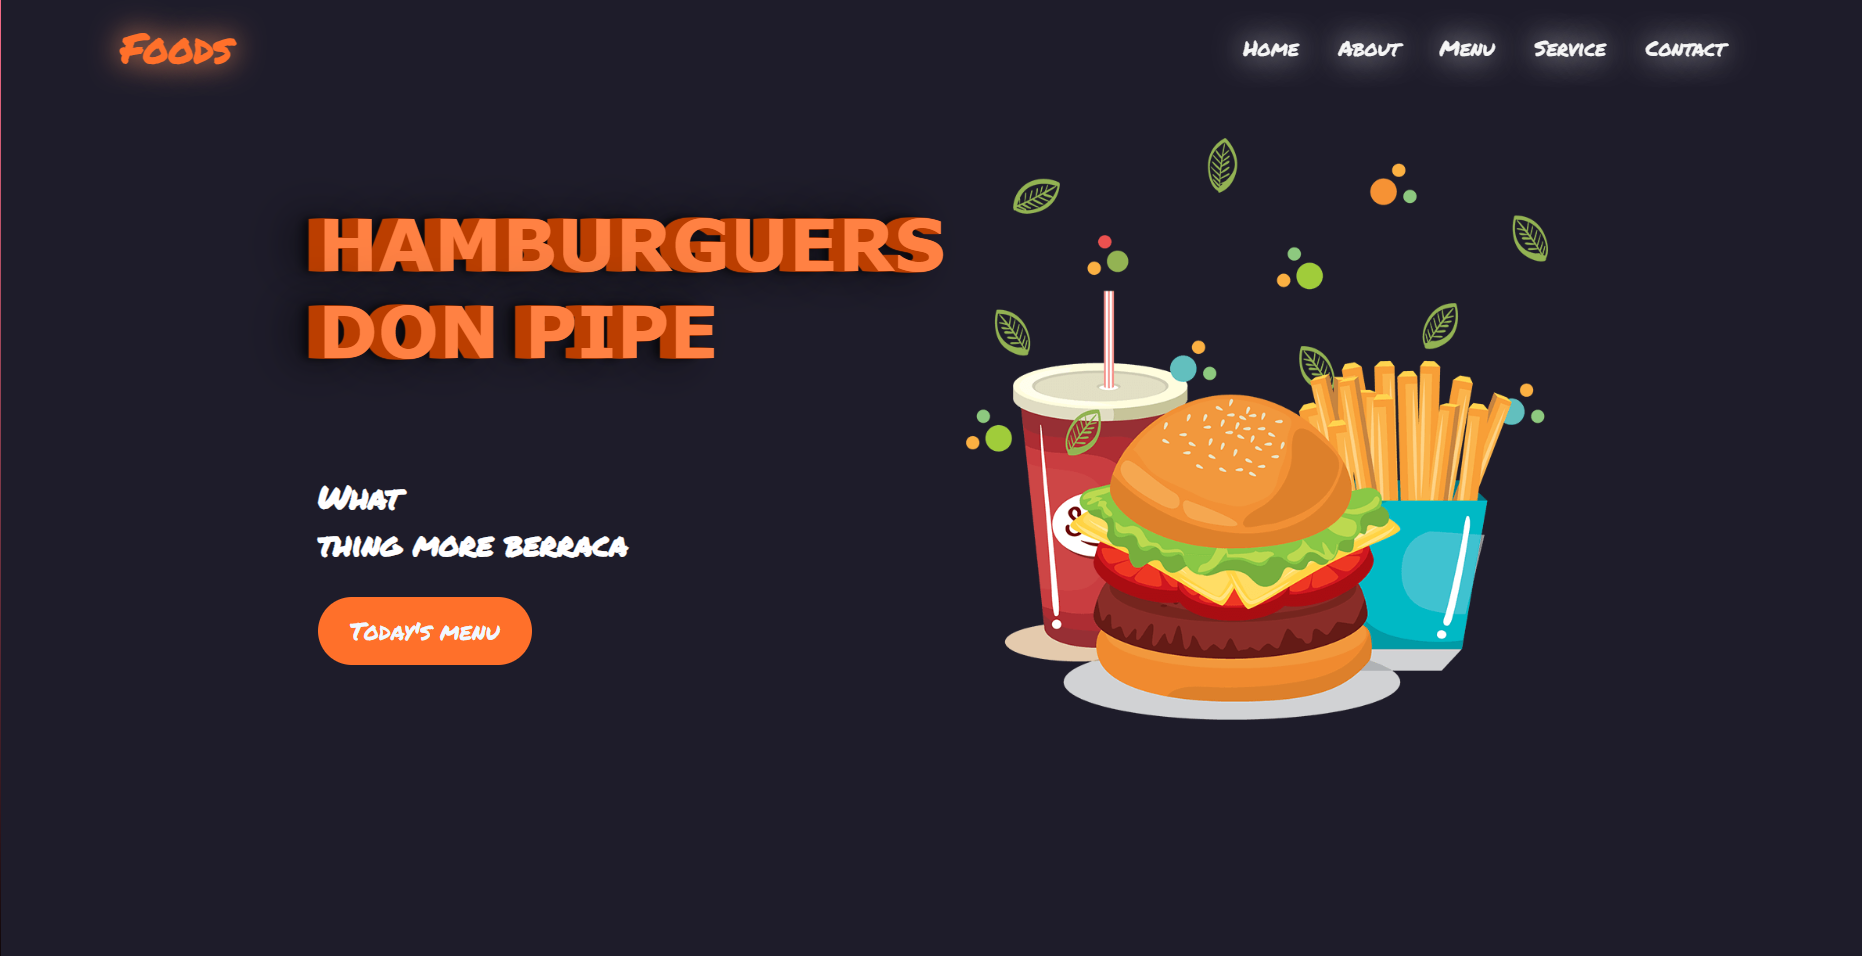 Foods
Home About Menu Service Contact
HAMBURGUERS
DON PIPE
What
thing more berraca
Today's menu